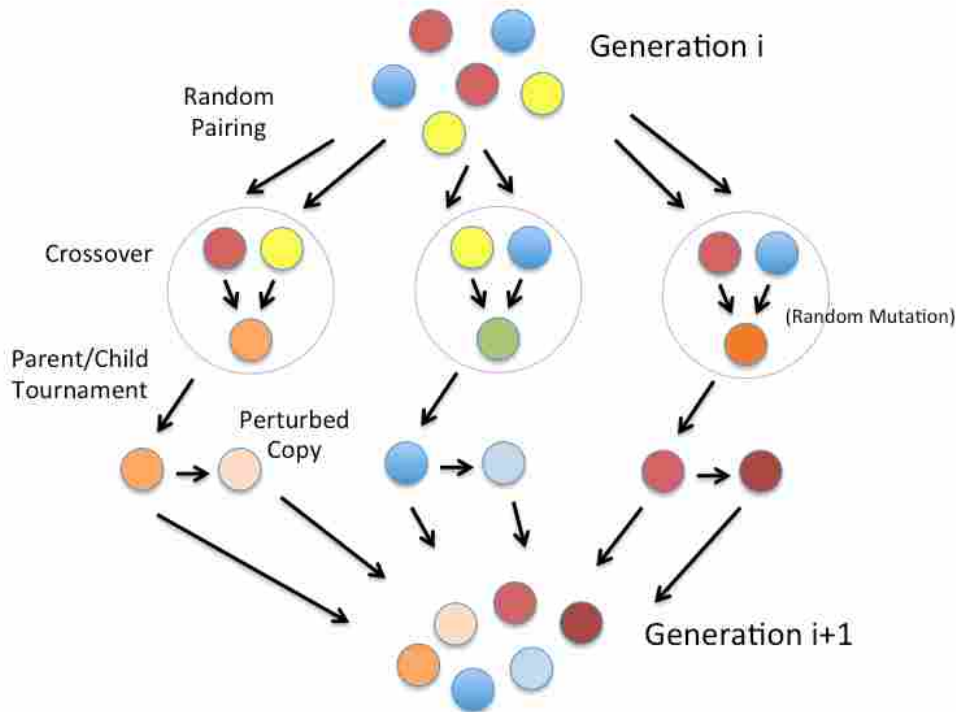 Generation i
Random
Pairing
Crossover
(Random Mutation)
Parent/Child
Tournament
Perturbed
Copy
Generation i+1